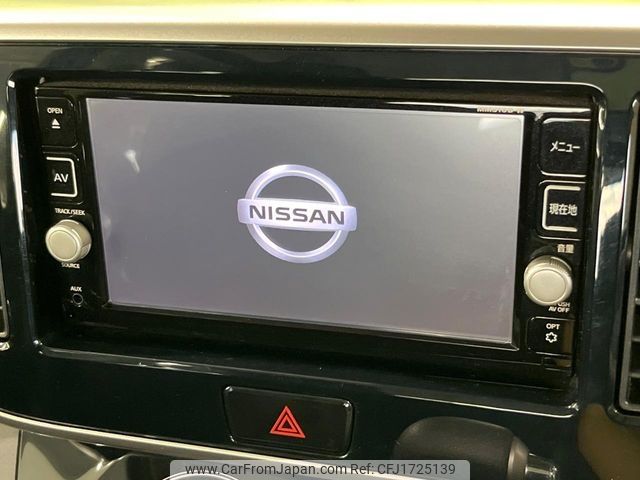 OPEN
AV
TRACK/SEEK
SOURCE
AUX
NISSAN
メニュー
現在地
音量
AV OFF
OPT
www.CarFromJapan.com - CFJ1725139